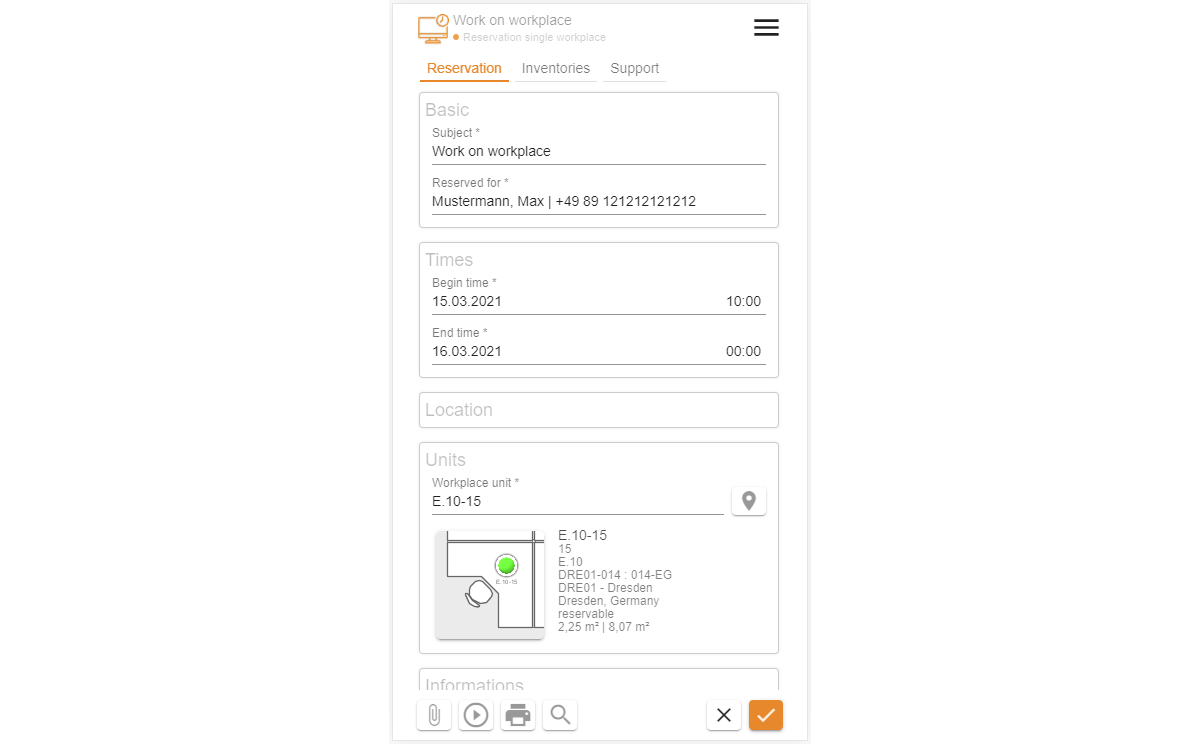 Work on workplace
Reservation single workplace
Reservation Inventories Support
Basic
Subject *
Work on workplace
Reserved for *
Mustermann, Max | +49 89 121212121212
Times
Begin time *
15.03.2021 10:00
End time *
16.03.2021 00:00
Location
Units
Workplace unit *
E.10-15
E.10-15
E.10-15
15
E.10
DRE01-014 : 014-EG
DRE01 - Dresden
Dresden, Germany
reservable
2,25 m² | 8,07 m²
Informations